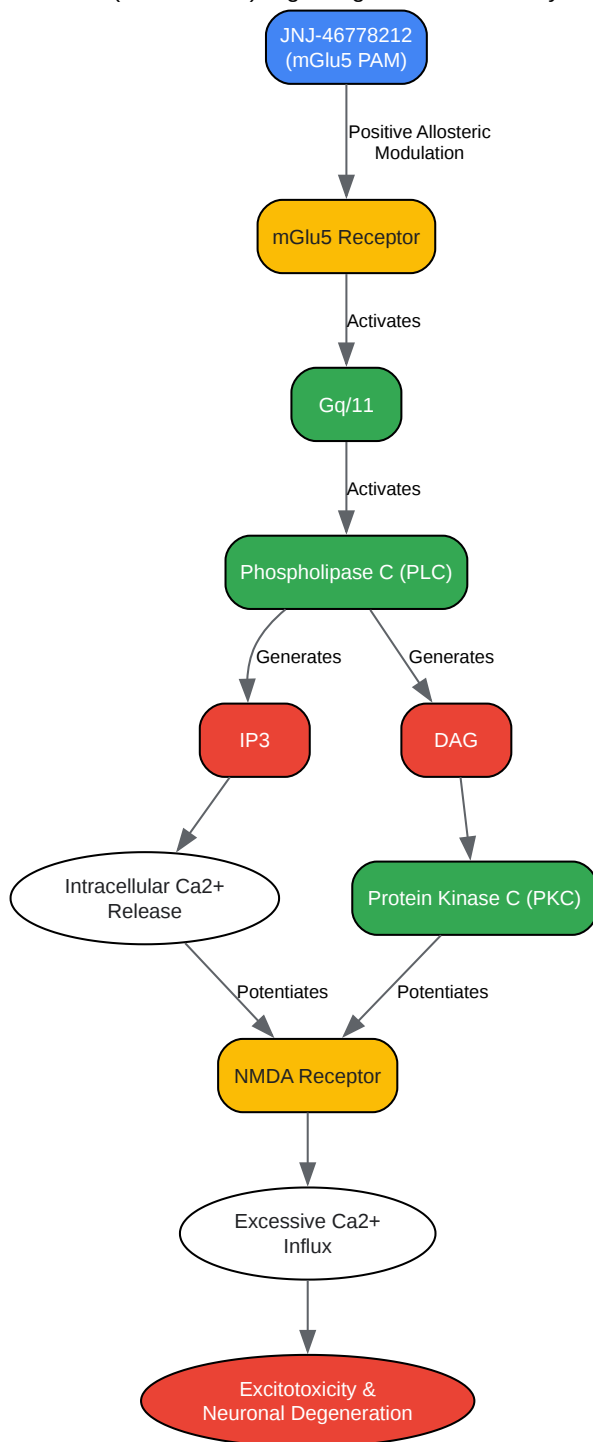 JNJ-46778212
(mGlu5 PAM)
Positive Allosteric
Modulation
mGlu5 Receptor
Activates
Gq/11
Activates
Phospholipase C (PLC)
Generates
Generates
IP3
DAG
Intracellular Ca2+
Release
Protein Kinase C (PKC)
Potentiates
Potentiates
NMDA Receptor
Excessive Ca2+
Influx
Excitotoxicity &
Neuronal Degeneration